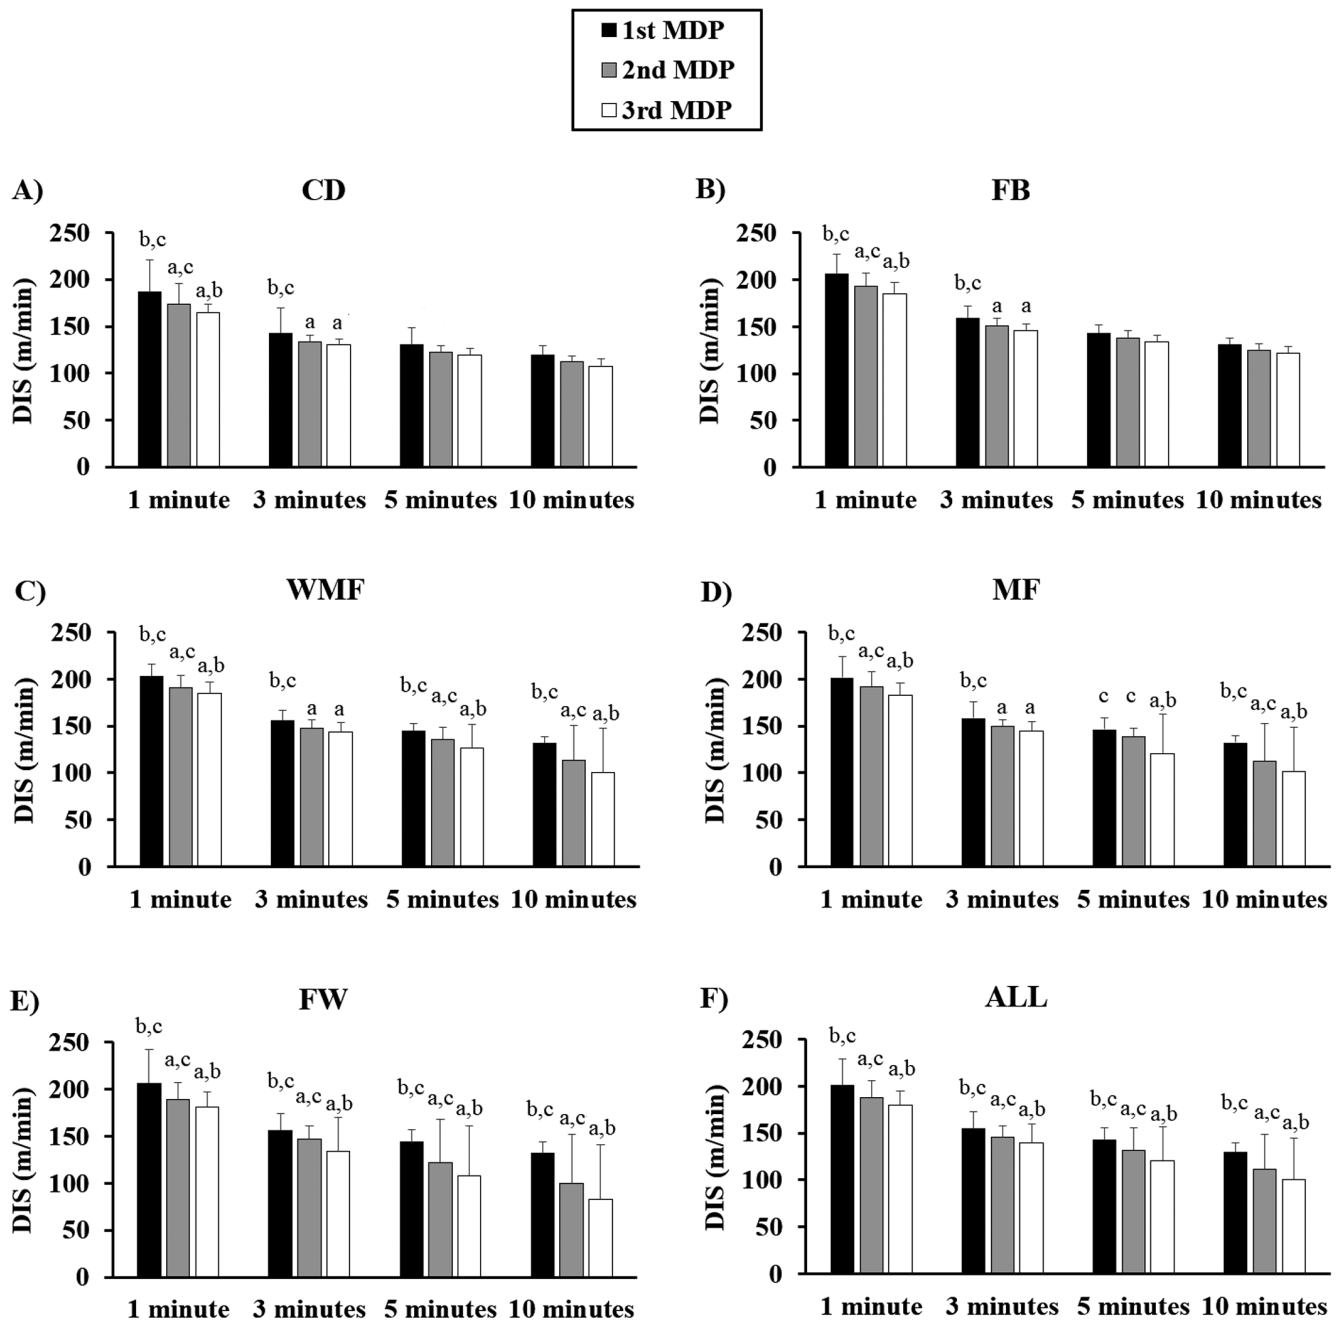 1st MDP
2nd MDP
3rd MDP
A) CD
B) FB
250
200
150
100
50
0
DIS (m/min)
b,c
a,c
a,b
b,c
a
a
1 minute 3 minutes 5 minutes 10 minutes
250
200
150
100
50
0
DIS (m/min)
b,c
a,c
a,b
b,c
a
a
1 minute 3 minutes 5 minutes 10 minutes
C) WMF
D) MF
250
200
150
100
50
0
DIS (m/min)
b,c
a,c
a,b
b,c
a
a
b,c
a,c
a,b
b,c
a,c
a,b
1 minute 3 minutes 5 minutes 10 minutes
250
200
150
100
50
0
DIS (m/min)
b,c
a,c
a,b
b,c
a
a
c
c
a,b
b,c
a,c
a,b
1 minute 3 minutes 5 minutes 10 minutes
E) FW
F) ALL
250
200
150
100
50
0
DIS (m/min)
b,c
a,c
a,b
b,c
a,c
a,b
b,c
a,c
a,b
b,c
a,c
a,b
1 minute 3 minutes 5 minutes 10 minutes
250
200
150
100
50
0
DIS (m/min)
b,c
a,c
a,b
b,c
a,c
a,b
b,c
a,c
a,b
b,c
a,c
a,b
1 minute 3 minutes 5 minutes 10 minutes